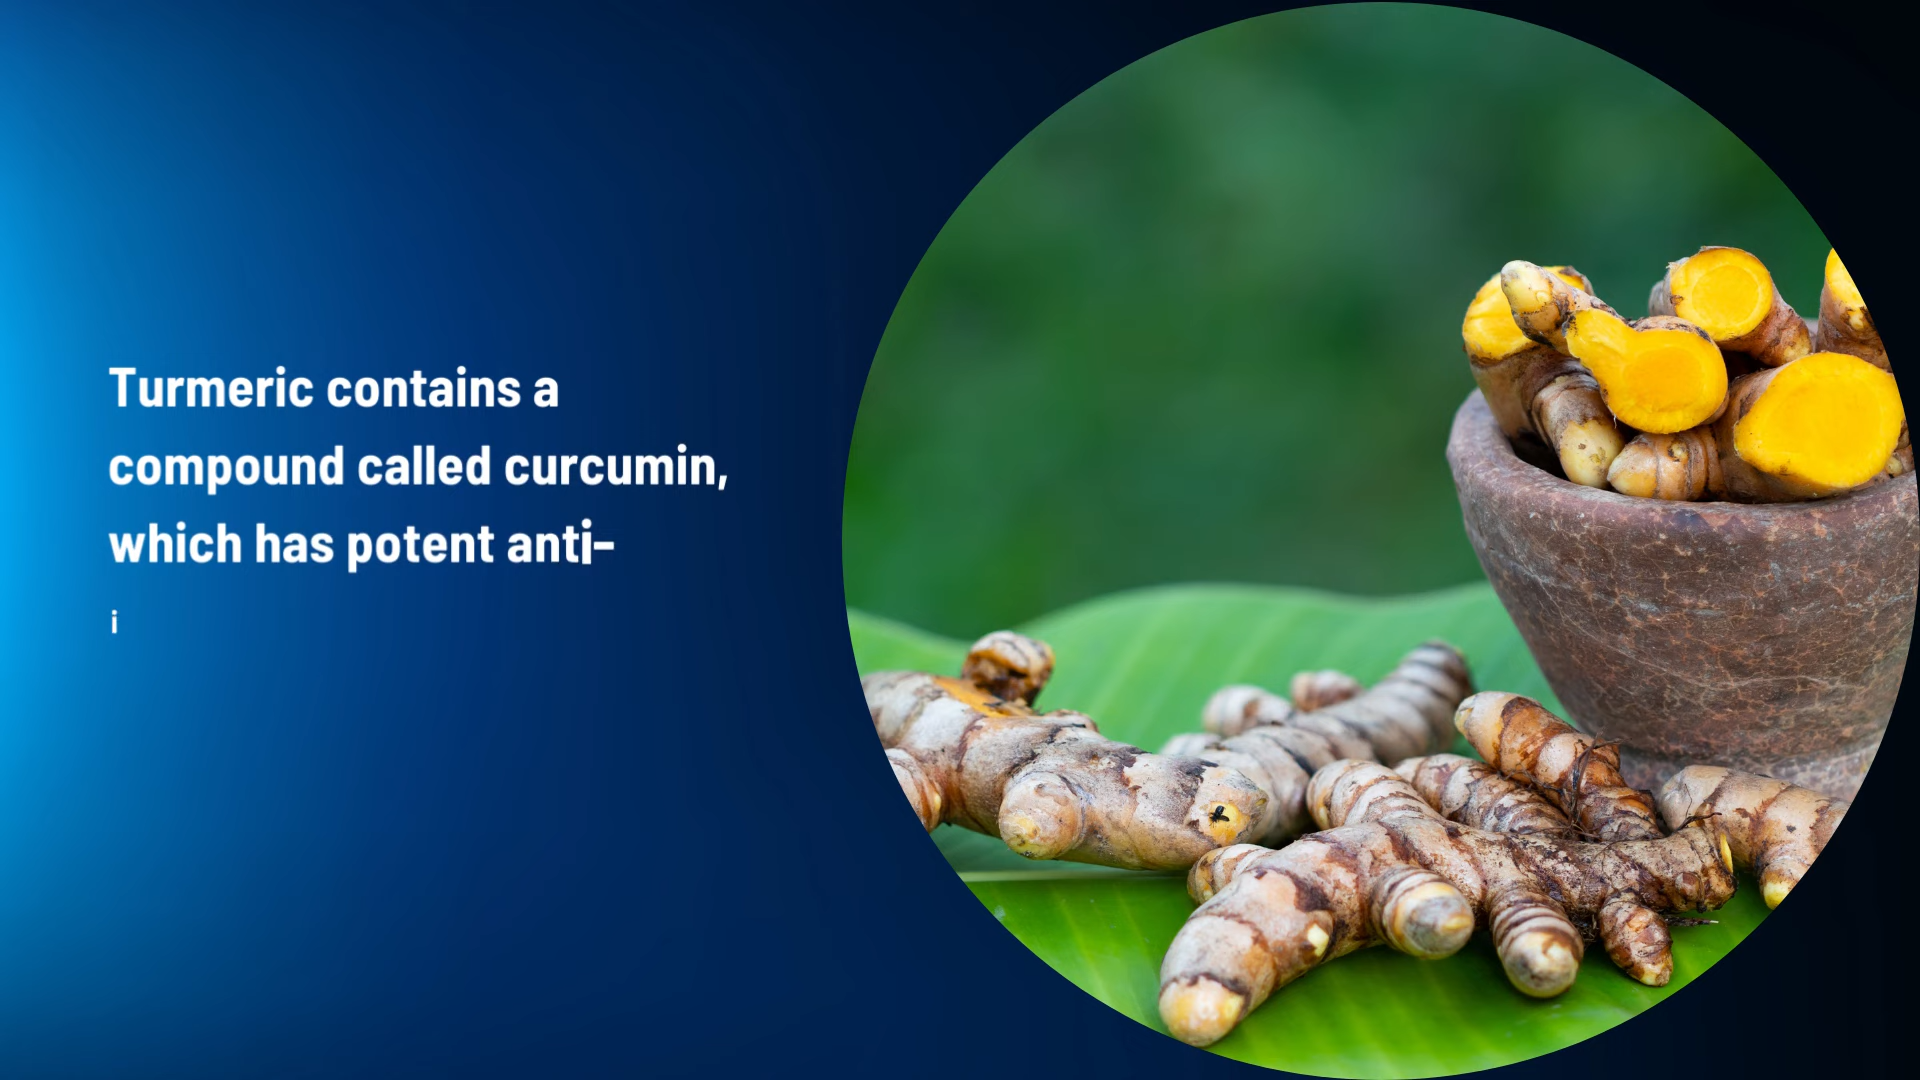 Turmeric contains a
compound called curcumin,
which has potent anti-
i